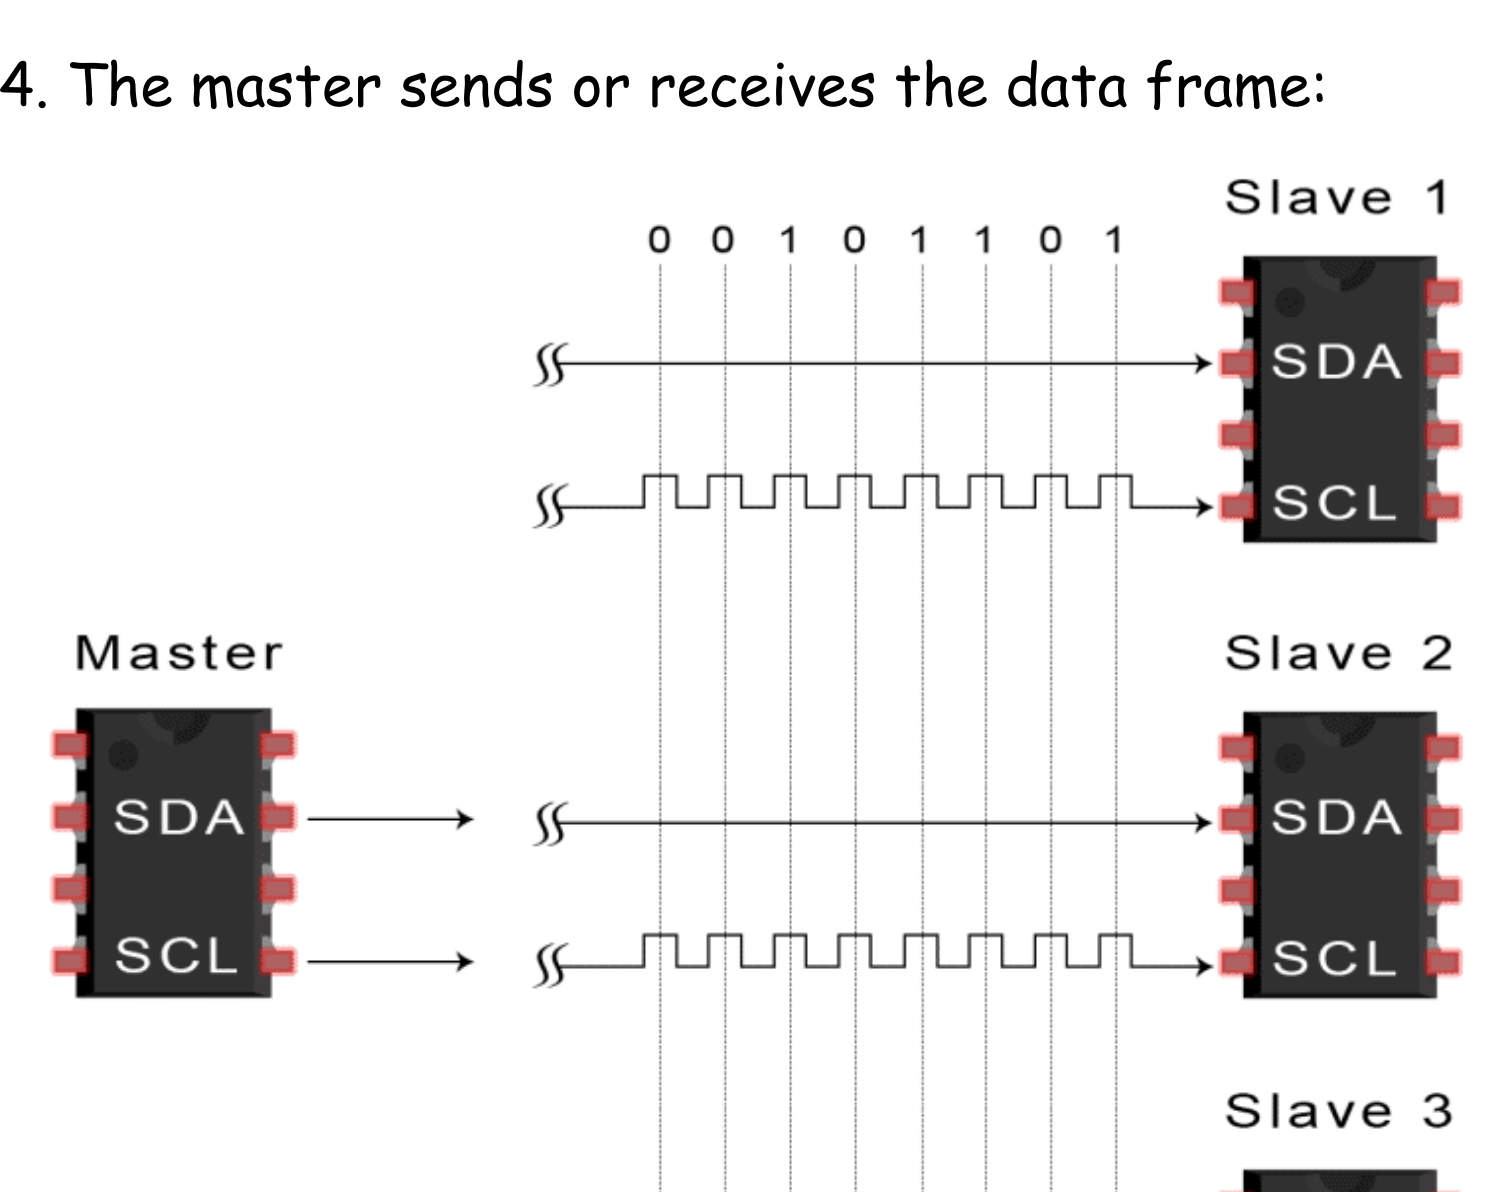 4. The master sends or receives the data frame:
Slave 1
0 0 1 0 1 1 0 1
SDA
SCL
Master
Slave 2
SDA
SDA
SCL
SCL
Slave 3